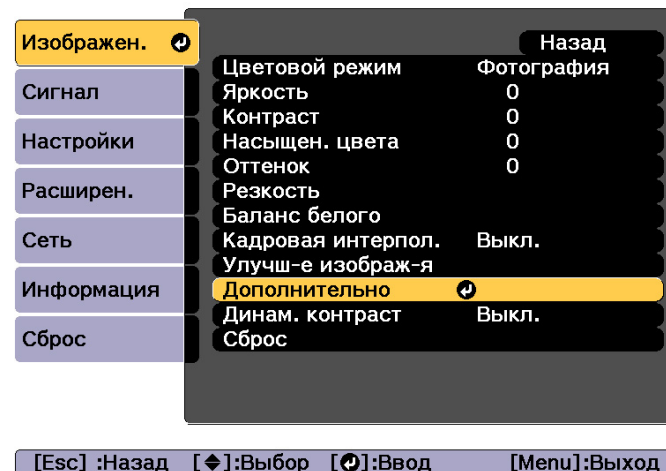 Изображен.
Сигнал
Настройки
Расширен.
Сеть
Информация
Сброс
Назад
Цветовой режим Фотография
Яркость 0
Контраст 0
Насыщен. цвета 0
Оттенок 0
Резкость
Баланс белого
Кадровая интерпол. Выкл.
Улучш-е изображ-я
Дополнительно
Динам. контраст Выкл.
Сброс
[Esc] :Назад [◆]:Выбор [⏎]:Ввод [Menu]:Выход